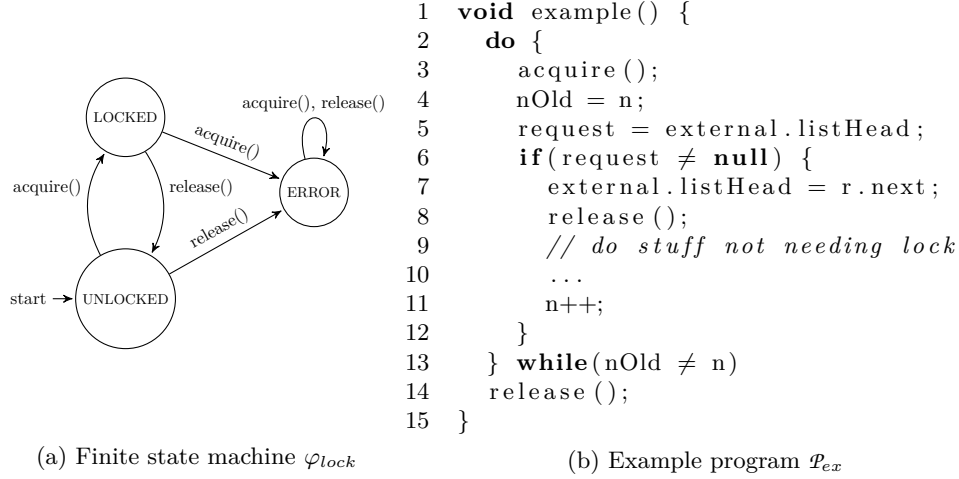 LOCKED
acquire(), release()
acquire()
ERROR
acquire()
release()
release()
start
UNLOCKED
(a) Finite state machine φlock
1 void example() {
2 do {
3 acquire();
4 nOld = n;
5 request = external.listHead;
6 if(request ≠ null) {
7 external.listHead = r.next;
8 release();
9 // do stuff not needing lock
10 ...
11 n++;
12 }
13 } while(nOld ≠ n)
14 release();
15 }
(b) Example program 𝒫ex